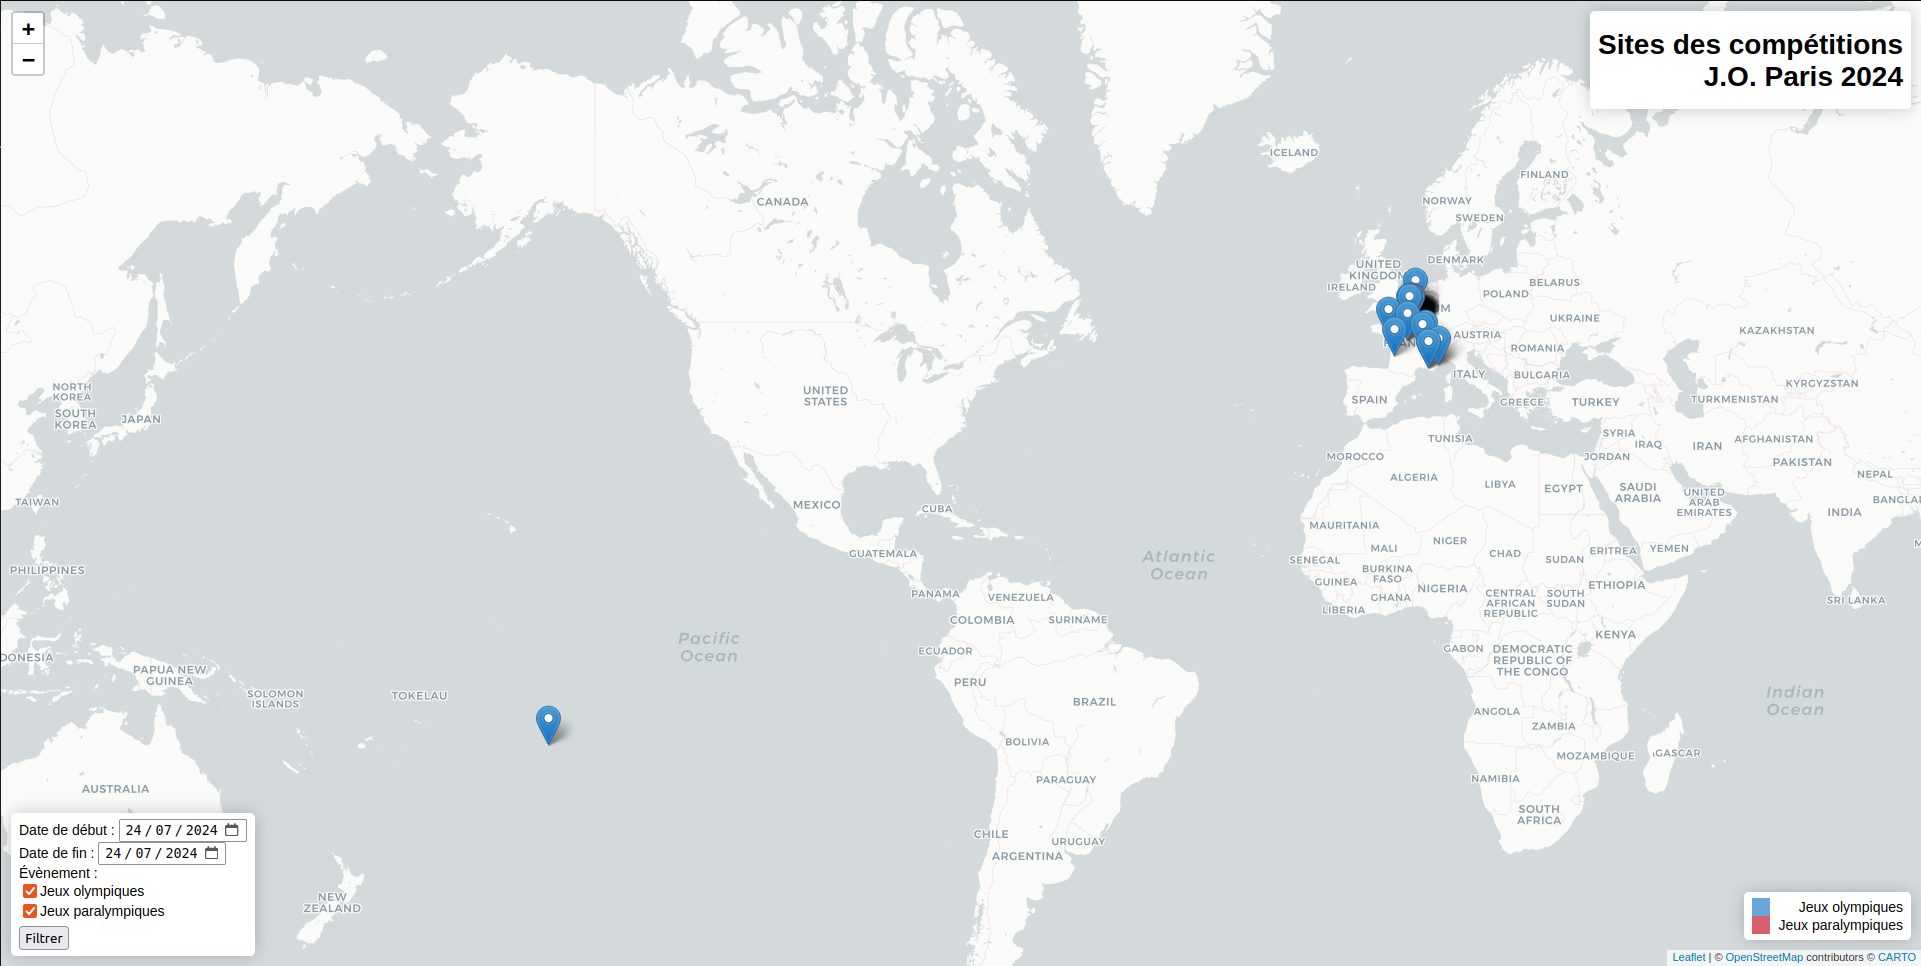 +
−
Sites des compétitions
J.O. Paris 2024
ICELAND
FINLAND
NORWAY
SWEDEN
CANADA
DENMARK
UNITED
KINGDOM
IRELAND
BELARUS
POLAND
UM
UKRAINE
AUSTRIA
KAZAKHSTAN
ROMANIA
ITALY
BULGARIA
KYRGYZSTAN
NORTH
KOREA
SOUTH
KOREA
JAPAN
UNITED
STATES
SPAIN
GREECE
TURKEY
TURKMENISTAN
TUNISIA
SYRIA
IRAQ
IRAN
AFGHANISTAN
MOROCCO
JORDAN
PAKISTAN
ALGERIA
LIBYA
EGYPT
SAUDI
ARABIA
UNITED
ARAB
EMIRATES
NEPAL
BANGLA
INDIA
TAIWAN
MEXICO
CUBA
MAURITANIA
GUATEMALA
Atlantic
Ocean
MALI
NIGER
CHAD
SUDAN
ERITREA
YEMEN
SENEGAL
PHILIPPINES
GUINEA
BURKINA
FASO
NIGERIA
ETHIOPIA
PANAMA
VENEZUELA
GHANA
CENTRAL
AFRICAN
REPUBLIC
SOUTH
SUDAN
SRI LANKA
LIBERIA
COLOMBIA
SURINAME
KENYA
Pacific
Ocean
ECUADOR
GABON
DEMOCRATIC
REPUBLIC OF
THE CONGO
DONESIA
PAPUA NEW
GUINEA
SOLOMON
ISLANDS
TOKELAU
PERU
BRAZIL
Indian
Ocean
ANGOLA
ZAMBIA
BOLIVIA
MOZAMBIQUE
GASCAR
PARAGUAY
NAMIBIA
AUSTRALIA
SOUTH
AFRICA
CHILE
URUGUAY
ARGENTINA
NEW
ZEALAND
Date de début : 24/07/2024
Date de fin : 24/07/2024
Évènement :
Jeux olympiques
Jeux paralympiques
Filtrer
Jeux olympiques
Jeux paralympiques
Leaflet | © OpenStreetMap contributors © CARTO